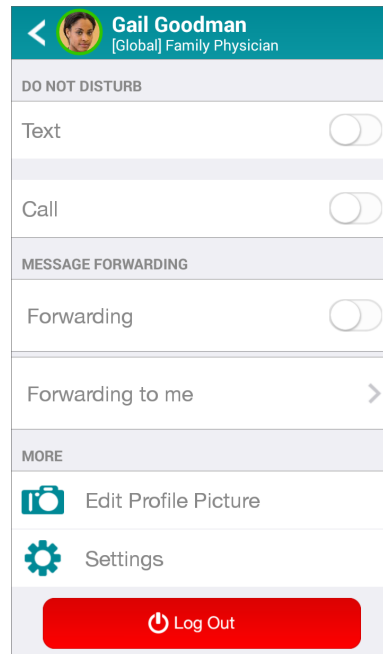 Gail Goodman
[Global] Family Physician
DO NOT DISTURB
Text
Call
MESSAGE FORWARDING
Forwarding
Forwarding to me
MORE
Edit Profile Picture
Settings
Log Out